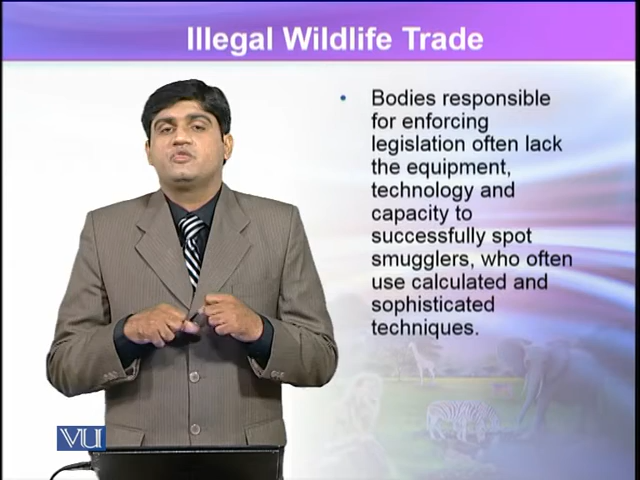 Illegal Wildlife Trade
• Bodies responsible
for enforcing
legislation often lack
the equipment,
technology and
capacity to
successfully spot
smugglers, who often
use calculated and
sophisticated
techniques.
VU